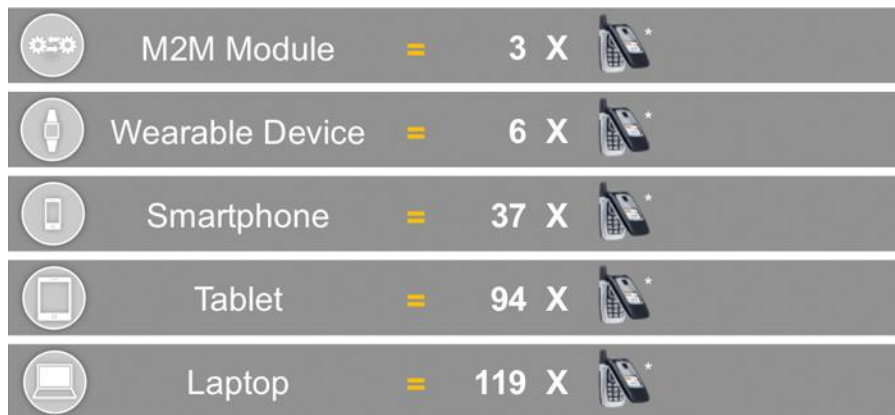 M2M Module = 3 X *
Wearable Device = 6 X *
Smartphone = 37 X *
Tablet = 94 X *
Laptop = 119 X *